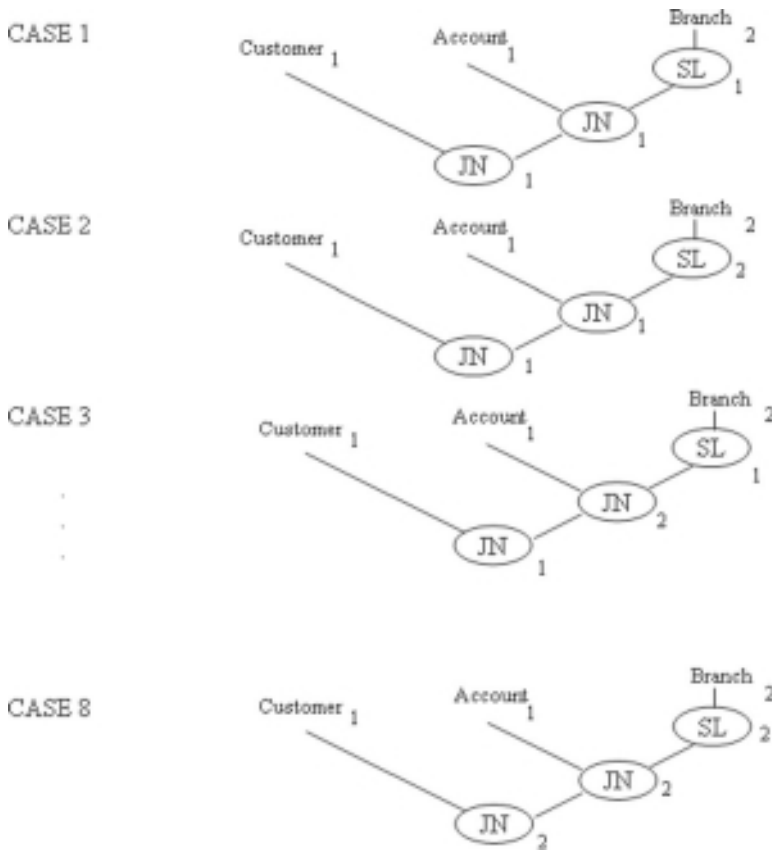 CASE 1
Customer 1
Account 1
Branch 2
SL 1
JN 1
JN 1
CASE 2
Customer 1
Account 1
Branch 2
SL 2
JN 1
JN 1
CASE 3
Customer 1
Account 1
Branch 2
SL 1
JN 2
JN 1
.
.
.
CASE 8
Customer 1
Account 1
Branch 2
SL 2
JN 2
JN 2